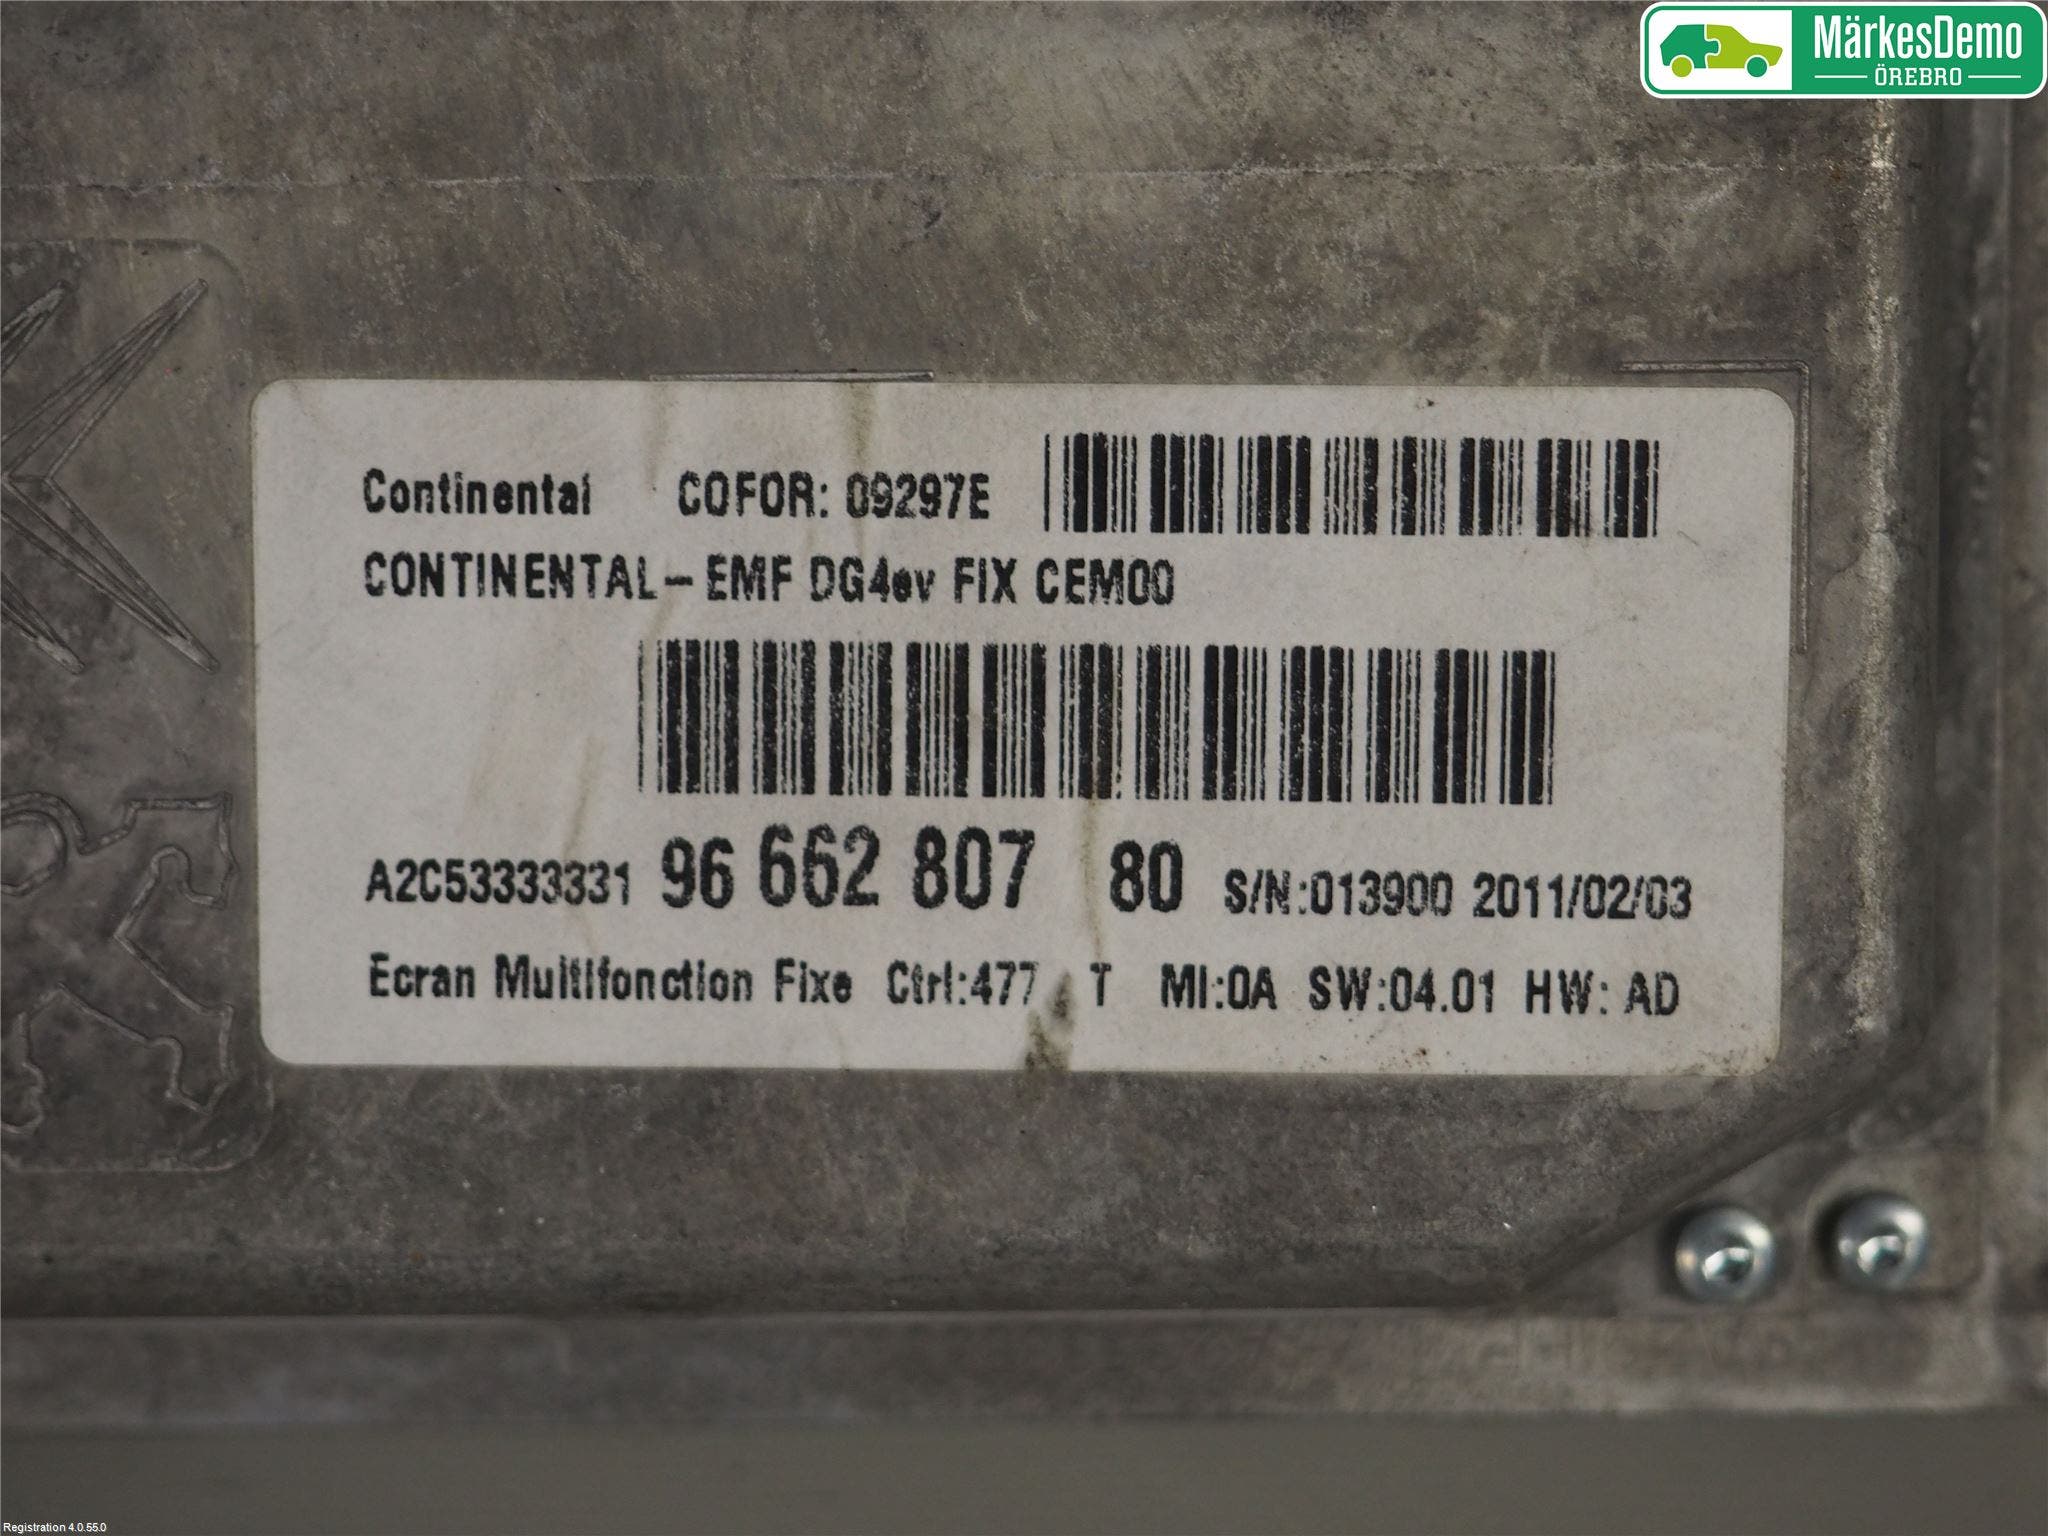 MärkesDemo
ÖREBRO
Continental COFOR: 09297E
CONTINENTAL-EMF DG4ev FIX CEM00
A2C53333331 96 662 807 80 S/N:013900 2011/02/03
Ecran Multifonction Fixe Ctrl:477 T MI:0A SW:04.01 HW: AD
Registration 4.0.55.0